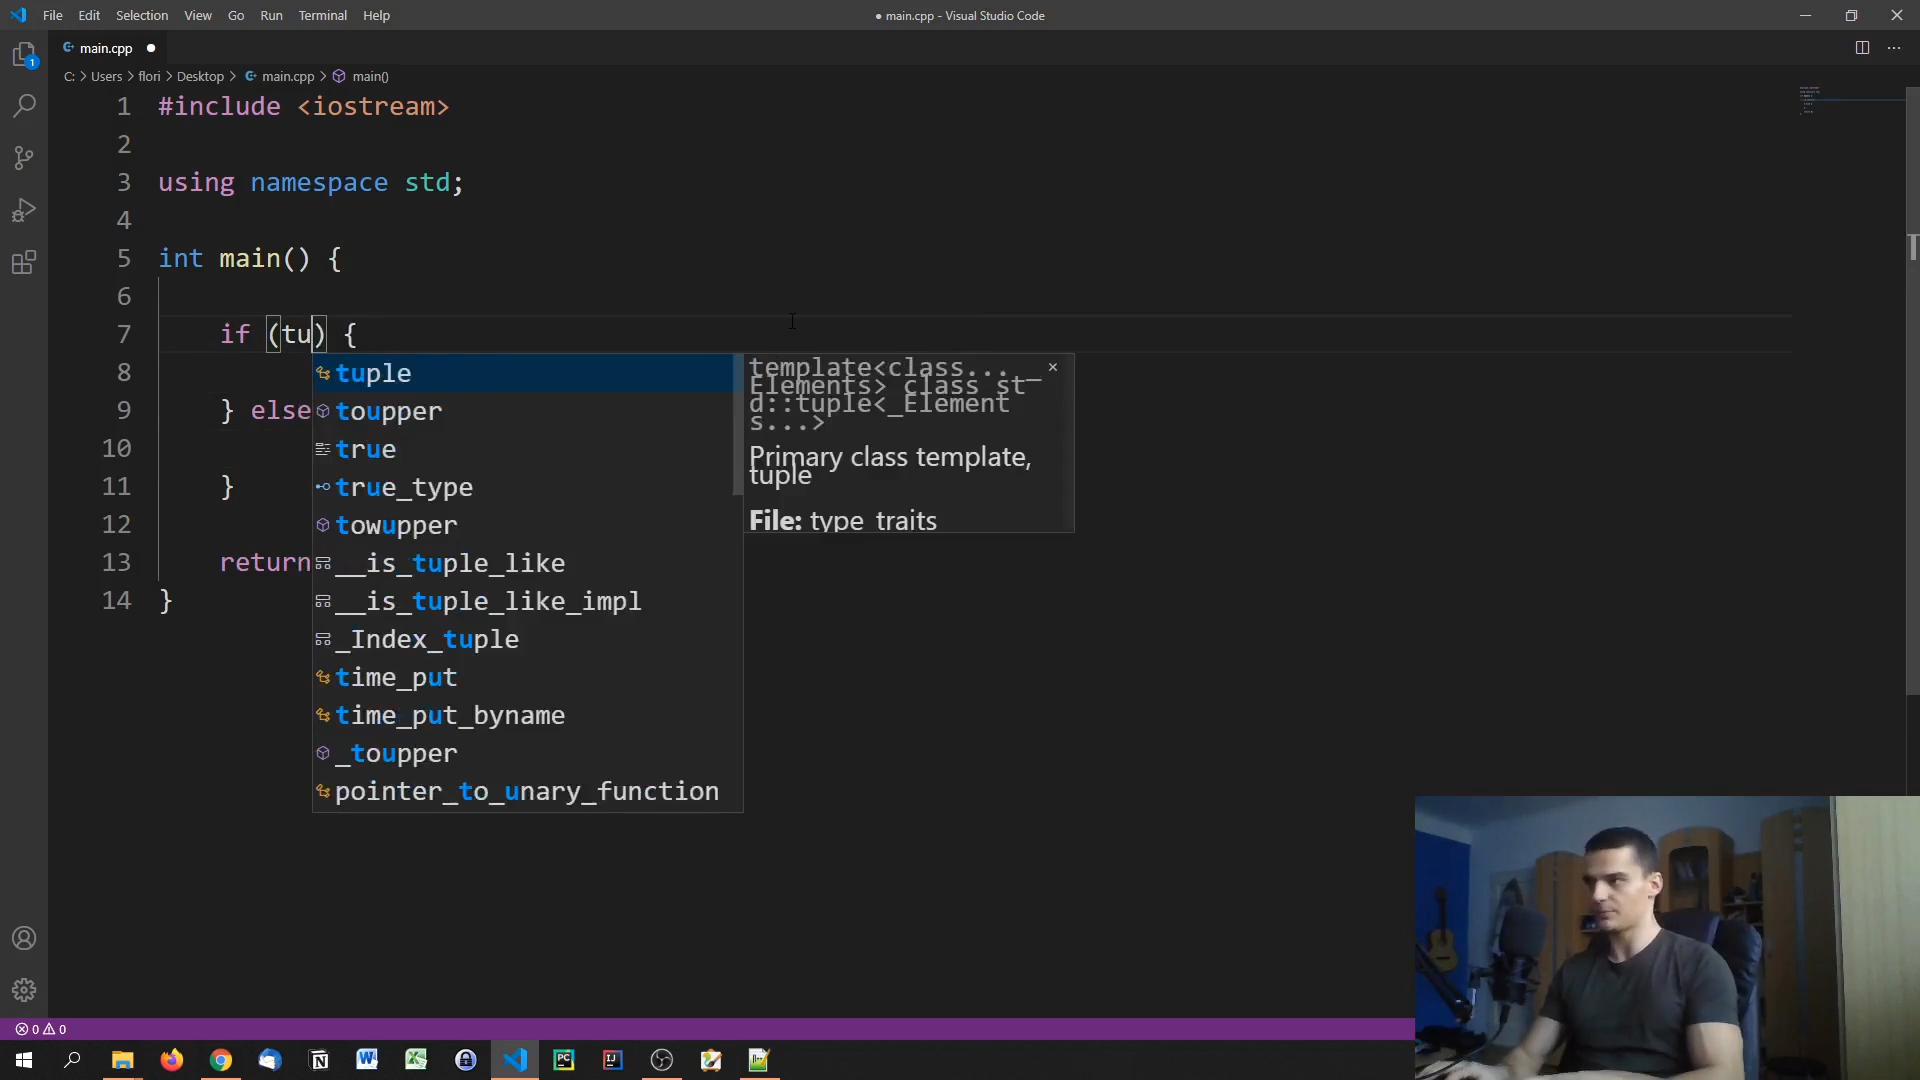 File Edit Selection View Go Run Terminal Help
● main.cpp - Visual Studio Code
main.cpp ●
C: > Users > flori > Desktop > main.cpp > main()
1 #include <iostream>
2
3 using namespace std;
4
5 int main() {
6
7 if (tu) {
8
9 } else
10
11 }
12
13 return
14 }
tuple
toupper
true
true_type
towupper
__is_tuple_like
__is_tuple_like_impl
_Index_tuple
time_put
time_put_byname
_toupper
pointer_to_unary_function
template<class... _
Elements> class st
d::tuple<_Element
s...>
Primary class template,
tuple
File: type_traits
1
0 0